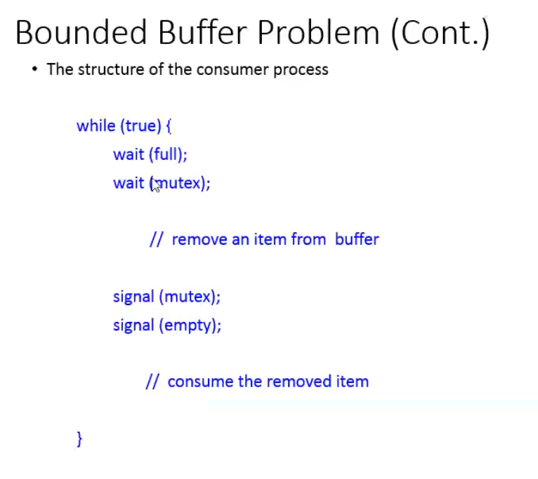 Bounded Buffer Problem (Cont.)
• The structure of the consumer process
while (true) {
wait (full);
wait (mutex);
// remove an item from buffer
signal (mutex);
signal (empty);
// consume the removed item
}